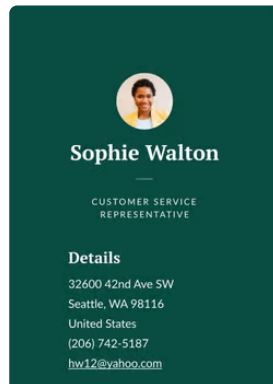 Sophie Walton
CUSTOMER SERVICE
REPRESENTATIVE
Details
32600 42nd Ave SW
Seattle, WA 98116
United States
(206) 742-5187
hw12@yahoo.com